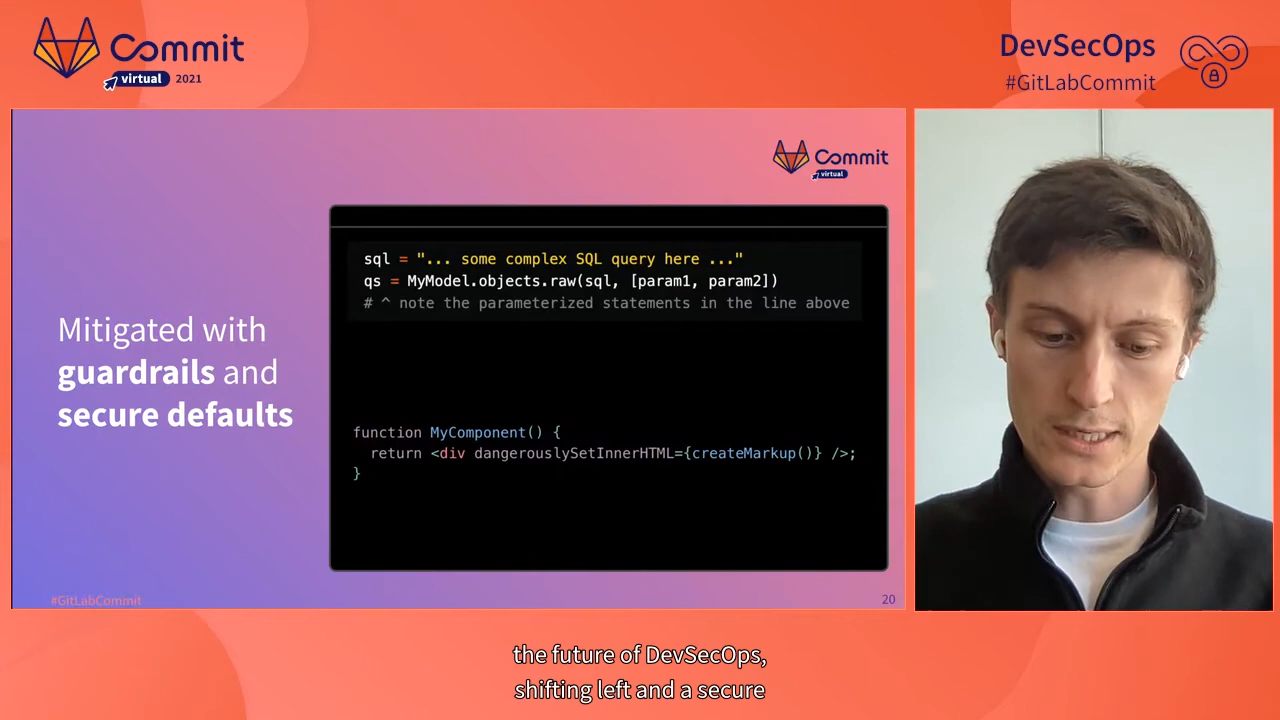 Commit
virtual 2021
DevSecOps
#GitLabCommit
Commit
virtual
Mitigated with
guardrails and
secure defaults
sql = "... some complex SQL query here ..."
qs = MyModel.objects.raw(sql, [param1, param2])
# ^ note the parameterized statements in the line above
function MyComponent() {
  return <div dangerouslySetInnerHTML={createMarkup()} />;
}
#GitLabCommit
20
the future of DevSecOps,
shifting left and a secure